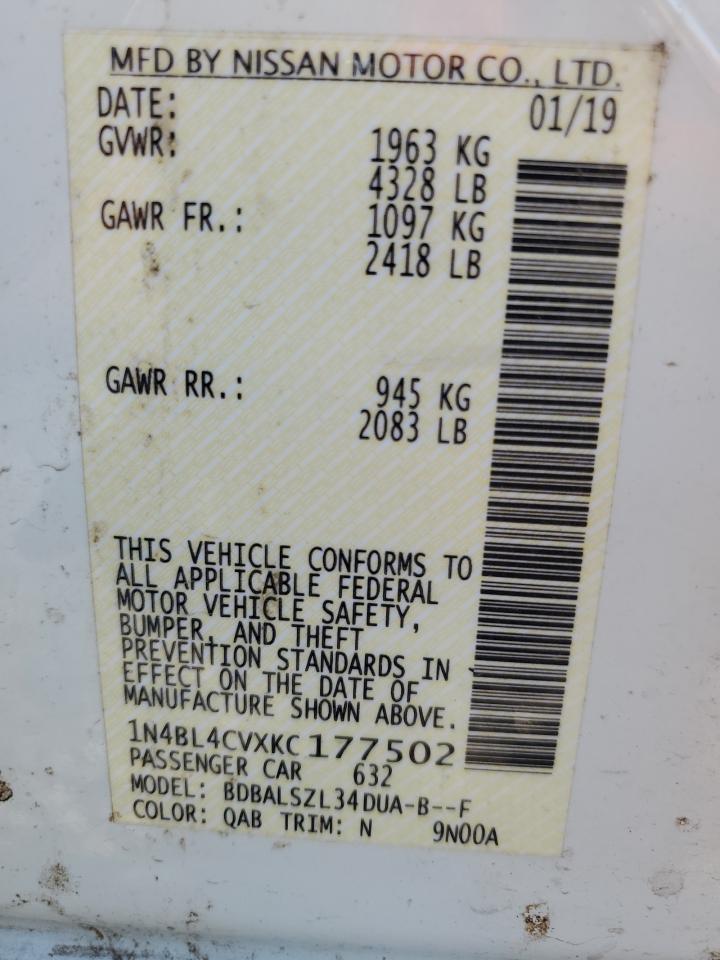 MFD BY NISSAN MOTOR CO., LTD.
DATE: 01/19
GVWR: 1963 KG
4328 LB
GAWR FR.: 1097 KG
2418 LB
GAWR RR.: 945 KG
2083 LB
THIS VEHICLE CONFORMS TO
ALL APPLICABLE FEDERAL
MOTOR VEHICLE SAFETY,
BUMPER, AND THEFT
PREVENTION STANDARDS IN
EFFECT ON THE DATE OF
MANUFACTURE SHOWN ABOVE.
1N4BL4CVXKC177502
PASSENGER CAR 632
MODEL: BDBALSZL34DUA-B--F
COLOR: QAB TRIM: N 9N00A